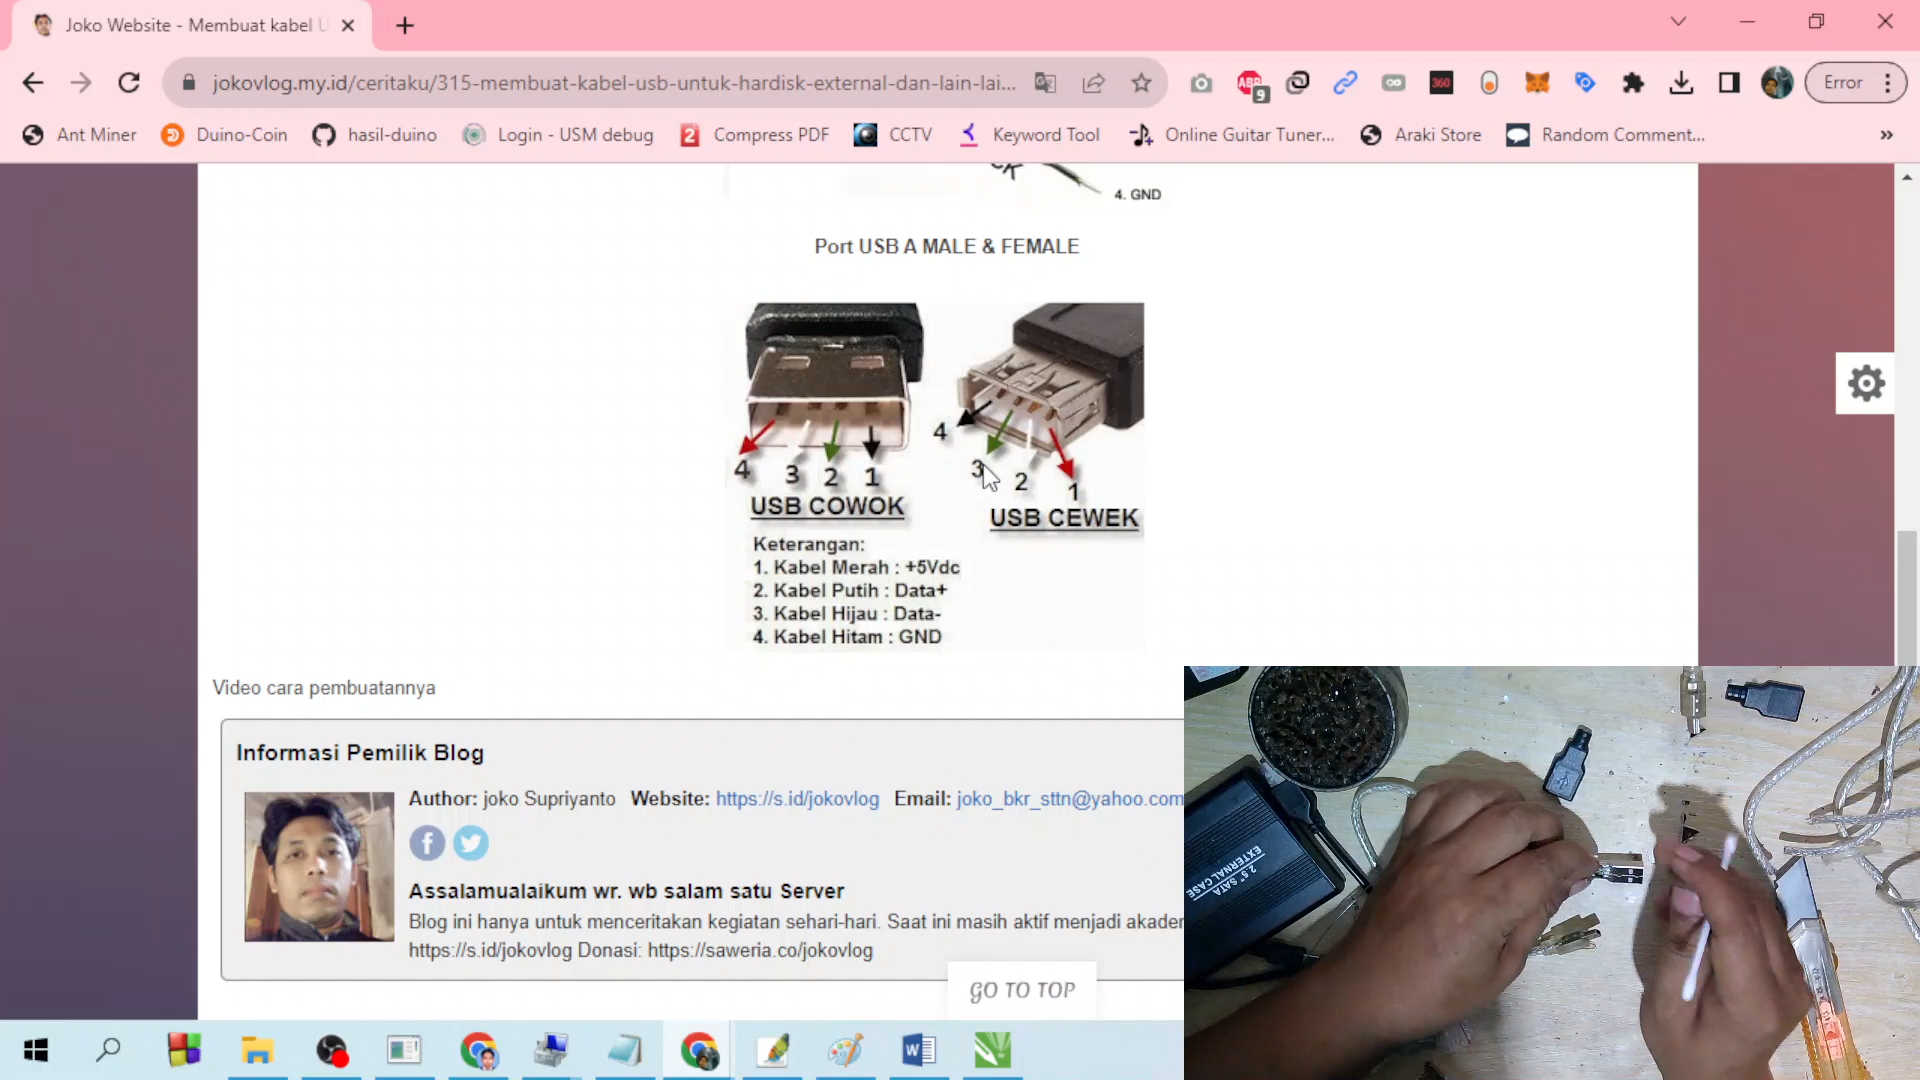 Joko Website - Membuat kabel U
jokovlog.my.id/ceritaku/315-membuat-kabel-usb-untuk-hardisk-external-dan-lain-lai...
ABP
9
360
Error
Ant Miner
Duino-Coin
hasil-duino
Login - USM debug
2
Compress PDF
CCTV
Keyword Tool
Online Guitar Tuner...
Araki Store
Random Comment...
»
4. GND
Port USB A MALE & FEMALE
4 3 2 1
USB COWOK
4 3 2 1
USB CEWEK
Keterangan:
1. Kabel Merah : +5Vdc
2. Kabel Putih : Data+
3. Kabel Hijau : Data-
4. Kabel Hitam : GND
Video cara pembuatannya
Informasi Pemilik Blog
Author: joko Supriyanto Website: https://s.id/jokovlog Email: joko_bkr_sttn@yahoo.com
Assalamualaikum wr. wb salam satu Server
Blog ini hanya untuk menceritakan kegiatan sehari-hari. Saat ini masih aktif menjadi akader
https://s.id/jokovlog Donasi: https://saweria.co/jokovlog
GO TO TOP
2.5" SATA
EXTERNAL CASE